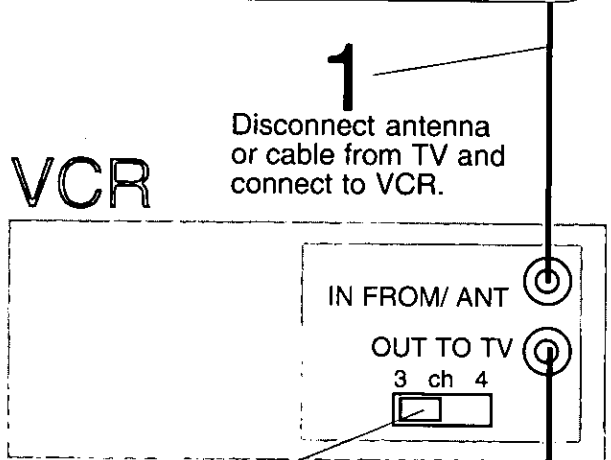 1
Disconnect antenna
or cable from TV and
connect to VCR.
VCR
IN FROM/ ANT
OUT TO TV
3 ch 4